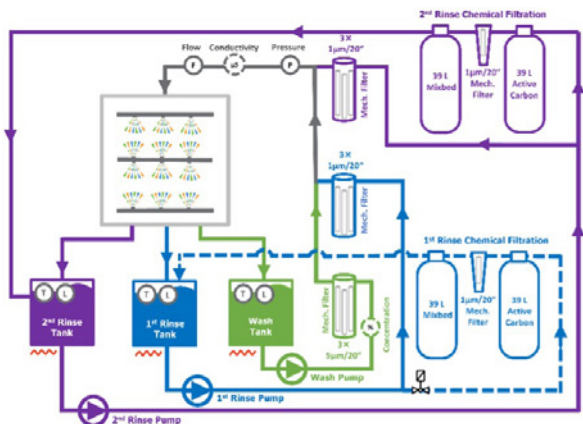 2nd Rinse Chemical Filtration
39 L
Mixbed
1µm/20"
Mech.
Filter
39 L
Active
Carbon
Flow
Conductivity
Pressure
F
µS
P
3×
1µm/20"
Mech. Filter
3×
1µm/20"
Mech. Filter
1st Rinse Chemical Filtration
39 L
Mixbed
1µm/20"
Mech.
Filter
39 L
Active
Carbon
T
L
2nd Rinse
Tank
T
L
1st Rinse
Tank
T
L
Wash
Tank
Mech. Filter
3×
5µm/20"
%
Concentration
Wash Pump
1st Rinse Pump
2nd Rinse Pump